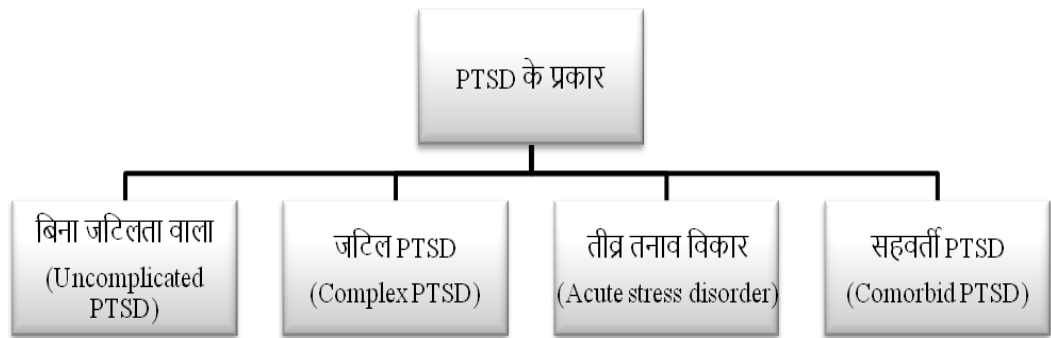 PTSD के प्रकार
बिना जटिलता वाला
(Uncomplicated
PTSD)
जटिल PTSD
(Complex PTSD)
तीव्र तनाव विकार
(Acute stress disorder)
सहवर्ती PTSD
(Comorbid PTSD)